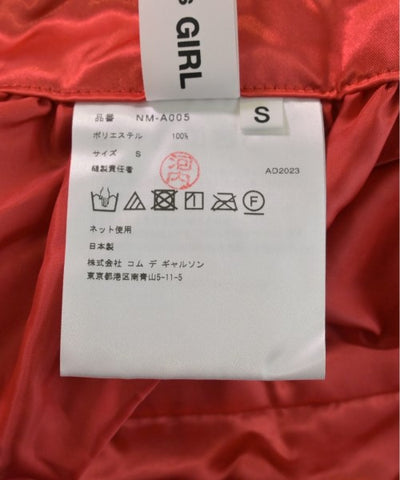 S GIRL
S
品番 NM-A005
ポリエステル 100%
サイズ S
縫製責任者 河内
AD2023
F
ネット使用
日本製
株式会社 コム デ ギャルソン
東京都港区南青山5-11-5